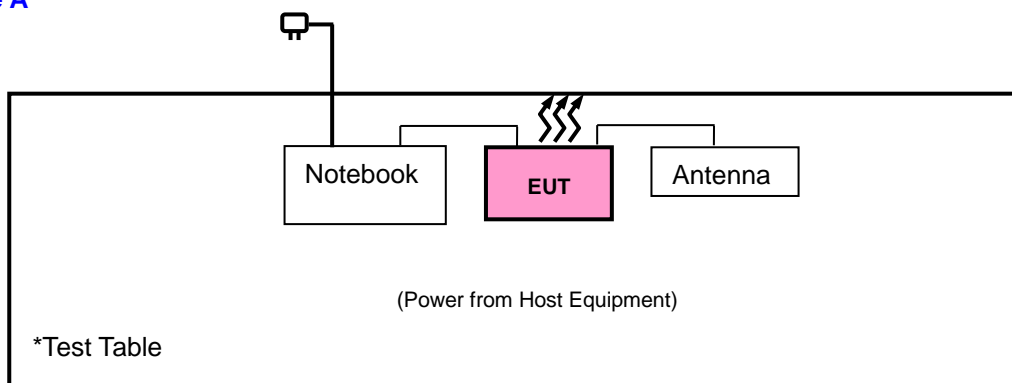 A
Notebook
EUT
Antenna
(Power from Host Equipment)
*Test Table